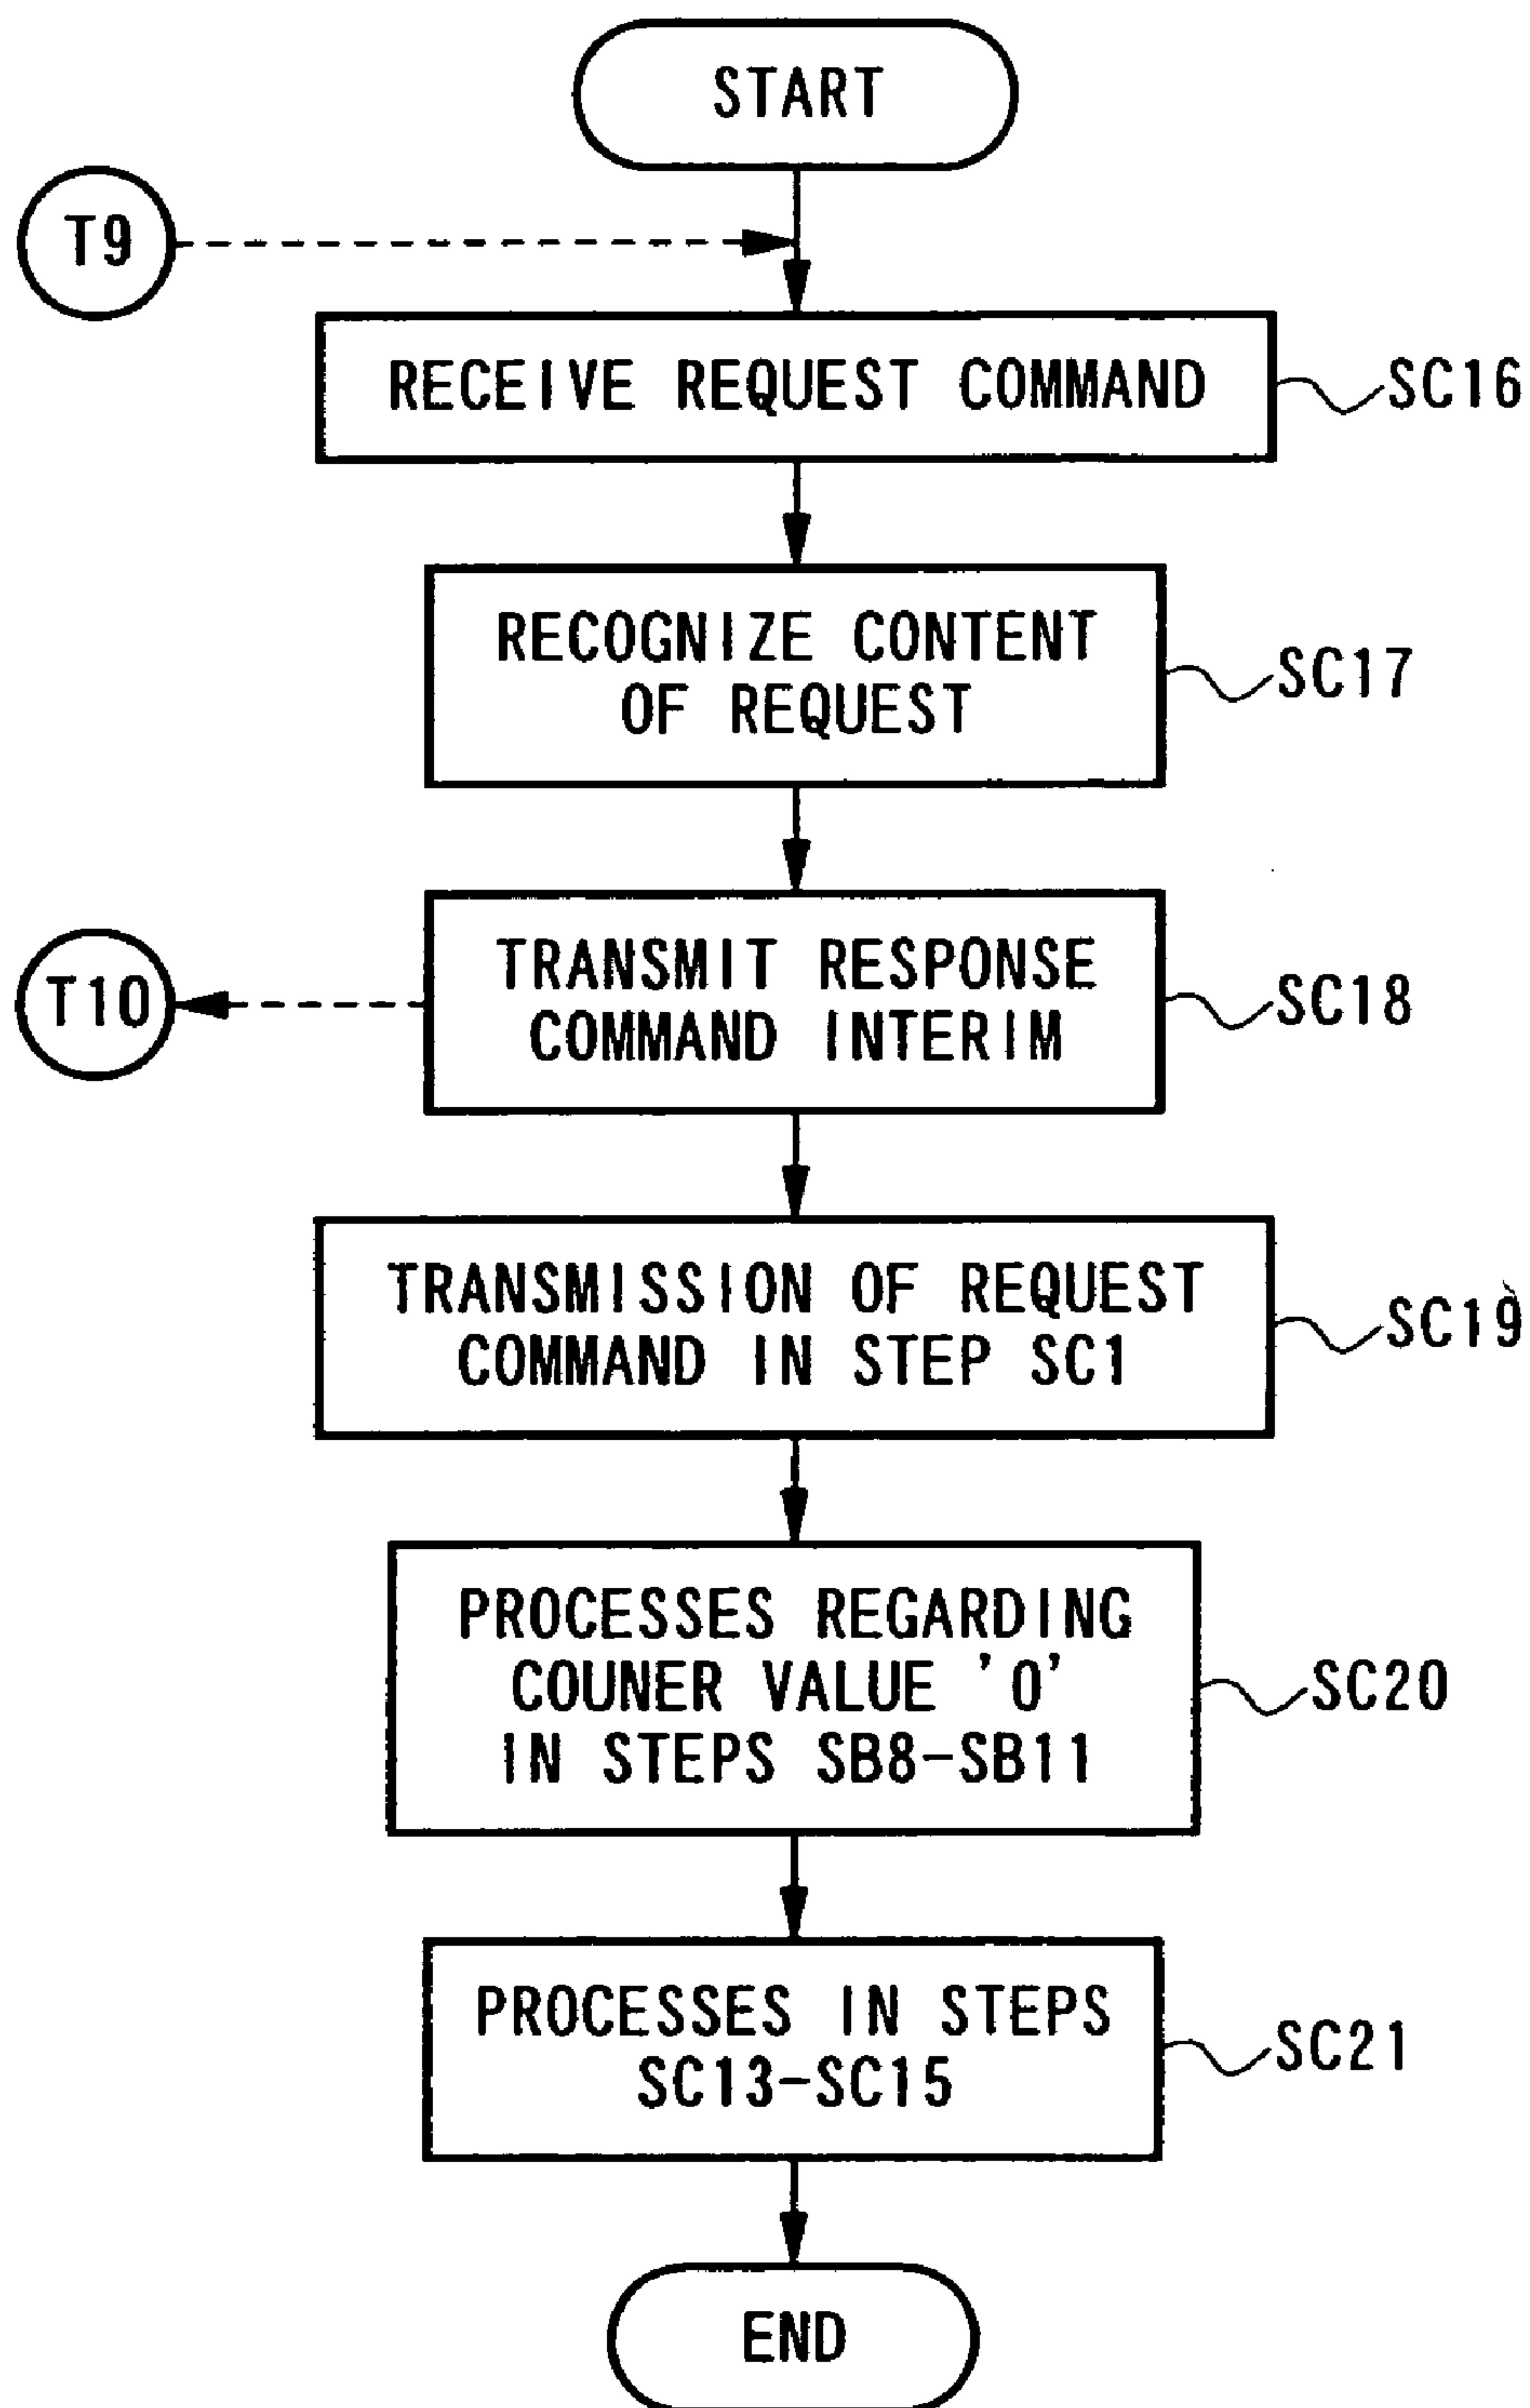 START
T9
RECEIVE REQUEST COMMAND
SC16
RECOGNIZE CONTENT
OF REQUEST
SC17
TRANSMIT RESPONSE
COMMAND INTERIM
SC18
T10
TRANSMISSION OF REQUEST
COMMAND IN STEP SC1
SC19
PROCESSES REGARDING
COUNER VALUE '0'
IN STEPS SB8-SB11
SC20
PROCESSES IN STEPS
SC13-SC15
SC21
END